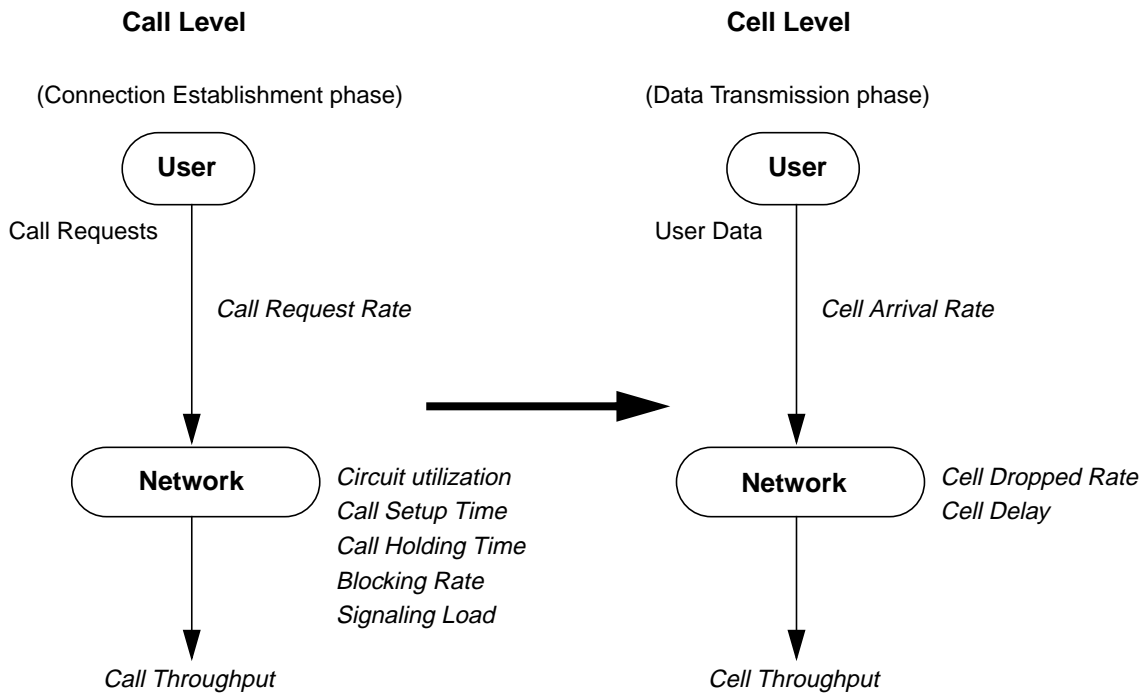 Call Level
(Connection Establishment phase)
User
Call Requests
Call Request Rate
Network
Circuit utilization
Call Setup Time
Call Holding Time
Blocking Rate
Signaling Load
Call Throughput
Cell Level
(Data Transmission phase)
User
User Data
Cell Arrival Rate
Network
Cell Dropped Rate
Cell Delay
Cell Throughput